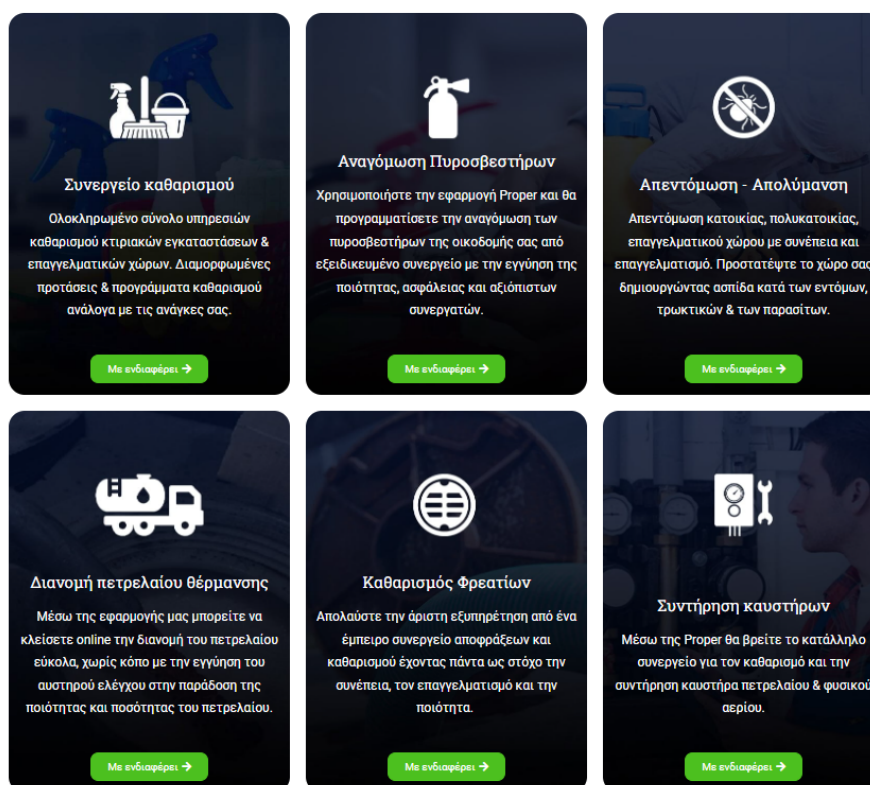 Συνεργείο καθαρισμού
Ολοκληρωμένο σύνολο υπηρεσιών
καθαρισμού κτιριακών εγκαταστάσεων &
επαγγελματικών χώρων. Διαμορφωμένες
προτάσεις & προγράμματα καθαρισμού
ανάλογα με τις ανάγκες σας.
Με ενδιαφέρει →
Αναγόμωση Πυροσβεστήρων
Χρησιμοποιήστε την εφαρμογή Proper και θα
προγραμματίσετε την αναγόμωση των
πυροσβεστήρων της οικοδομής σας από
εξειδικευμένο συνεργείο με την εγγύηση της
ποιότητας, ασφάλειας και αξιόπιστων
συνεργατών.
Με ενδιαφέρει →
Απεντόμωση - Απολύμανση
Απεντόμωση κατοικίας, πολυκατοικίας,
επαγγελματικού χώρου με συνέπεια και
επαγγελματισμό. Προστατέψτε το χώρο σας
δημιουργώντας ασπίδα κατά των εντόμων,
τρωκτικών & των παρασίτων.
Με ενδιαφέρει →
Διανομή πετρελαίου θέρμανσης
Μέσω της εφαρμογής μας μπορείτε να
κλείσετε online την διανομή του πετρελαίου
εύκολα, χωρίς κόπο με την εγγύηση του
αυστηρού ελέγχου στην παράδοση της
ποιότητας και ποσότητας του πετρελαίου.
Με ενδιαφέρει →
Καθαρισμός Φρεατίων
Απολαύστε την άριστη εξυπηρέτηση από ένα
έμπειρο συνεργείο αποφράξεων και
καθαρισμού έχοντας πάντα ως στόχο την
συνέπεια, τον επαγγελματισμό και την
ποιότητα.
Με ενδιαφέρει →
Συντήρηση καυστήρων
Μέσω της Proper θα βρείτε το κατάλληλο
συνεργείο για τον καθαρισμό και την
συντήρηση καυστήρα πετρελαίου & φυσικού
αερίου.
Με ενδιαφέρει →